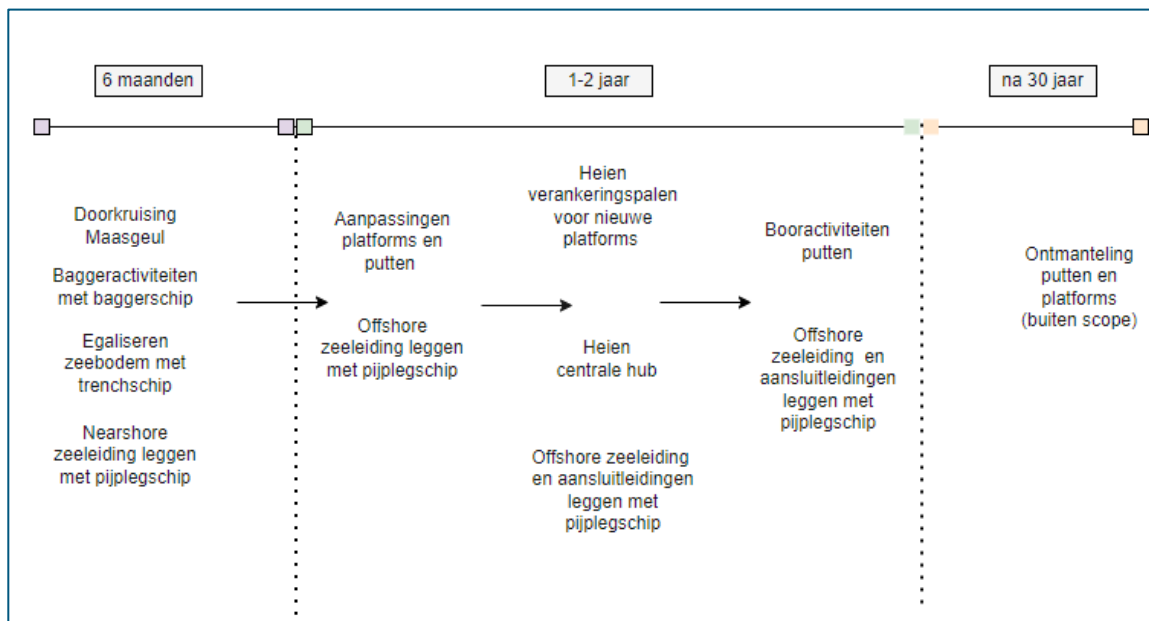 6 maanden
1-2 jaar
na 30 jaar
Doorkruising
Maasgeul
Baggeractiviteiten
met baggerschip
Egaliseren
zeebodem met
trenchschip
Nearshore
zeeleiding leggen
met pijplegschip
Aanpassingen
platforms en
putten
Offshore
zeeleiding leggen
met pijplegschip
Heien
verankeringspalen
voor nieuwe
platforms
Heien
centrale hub
Offshore zeeleiding
en aansluitleidingen
leggen met
pijplegschip
Booractiviteiten
putten
Offshore
zeeleiding en
aansluitleidingen
leggen met
pijplegschip
Ontmanteling
putten en
platforms
(buiten scope)